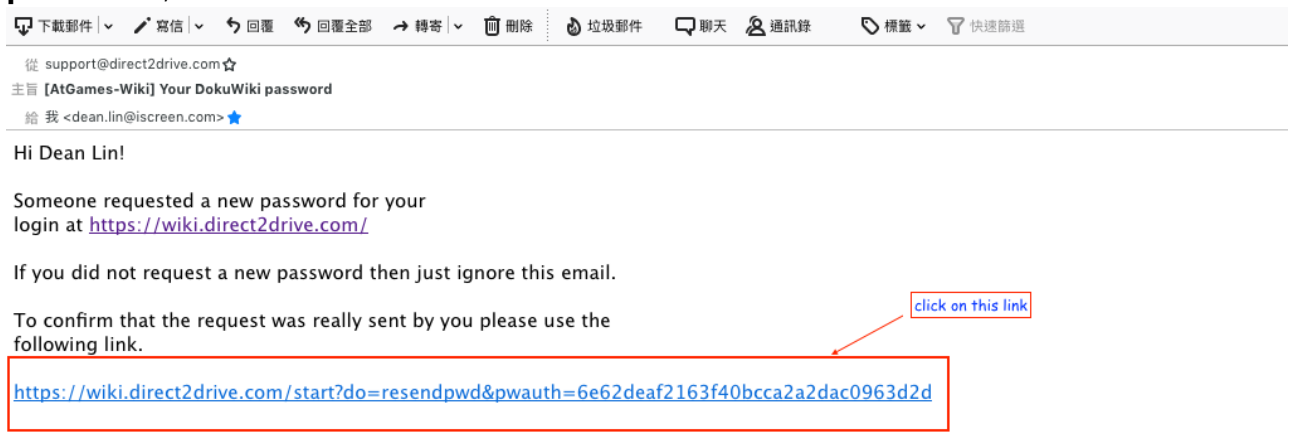 下載郵件 寫信 回覆 回覆全部 轉寄 刪除 垃圾郵件 聊天 通訊錄 標籤 快速篩選
從 support@direct2drive.com
主旨 [AtGames-Wiki] Your DokuWiki password
給 我 <dean.lin@iscreen.com>
Hi Dean Lin!
Someone requested a new password for your
login at https://wiki.direct2drive.com/
If you did not request a new password then just ignore this email.
click on this link
To confirm that the request was really sent by you please use the
following link.
https://wiki.direct2drive.com/start?do=resendpwd&pwauth=6e62deaf2163f40bcca2a2dac0963d2d